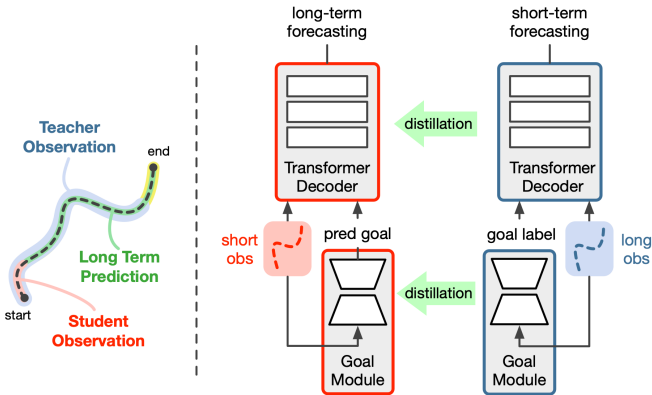 Teacher
Observation
end
Long Term
Prediction
start
Student
Observation
long-term
forecasting
short-term
forecasting
distillation
Transformer
Decoder
Transformer
Decoder
short
obs
pred goal
goal label
long
obs
distillation
Goal
Module
Goal
Module